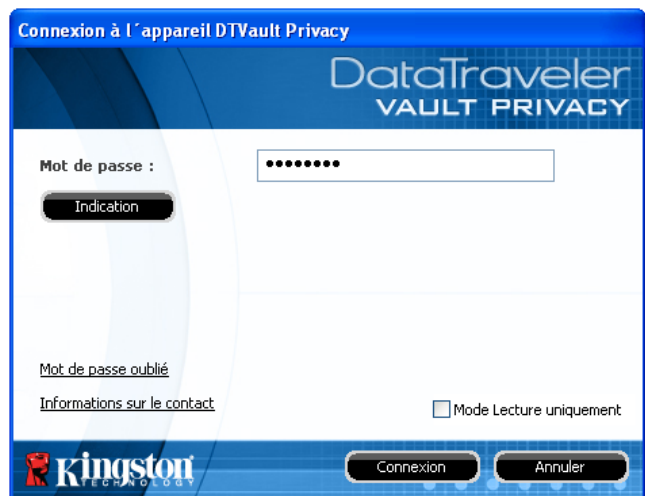 Connexion à l´appareil DTVault Privacy
DataTraveler
VAULT PRIVACY
Mot de passe :
••••••••
Indication
Mot de passe oublié
Informations sur le contact
Mode Lecture uniquement
Kingston
TECHNOLOGY
Connexion
Annuler